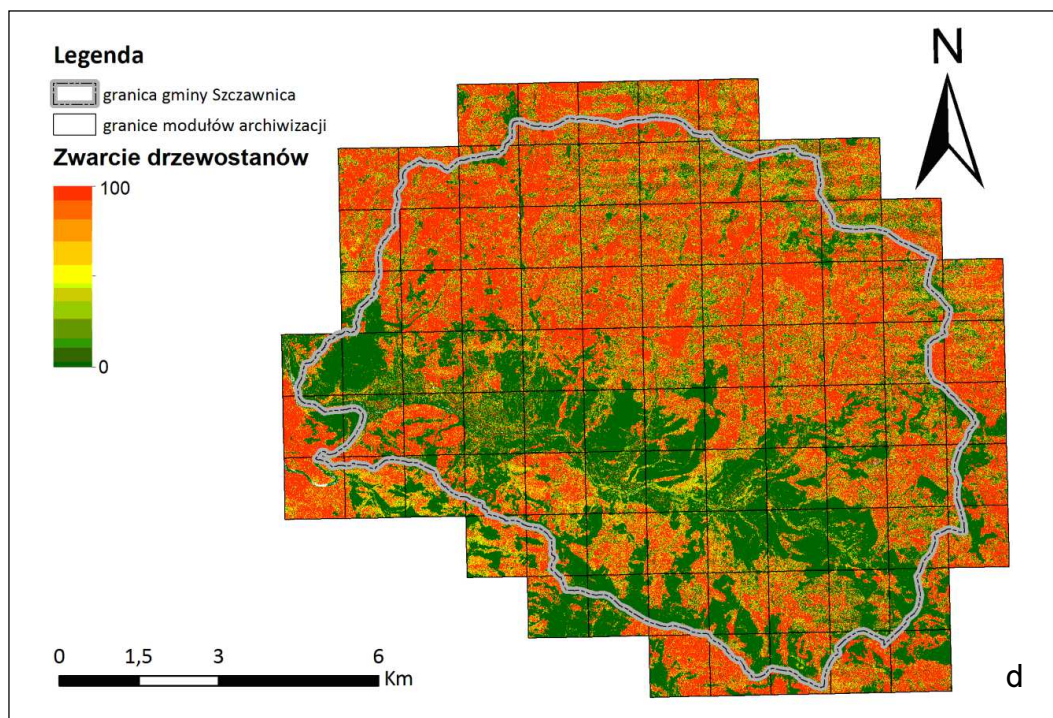 Legenda
granica gminy Szczawnica
granice modułów archiwizacji
Zwarcie drzewostanów
100
0
N
0 1,5 3 6
Km
d